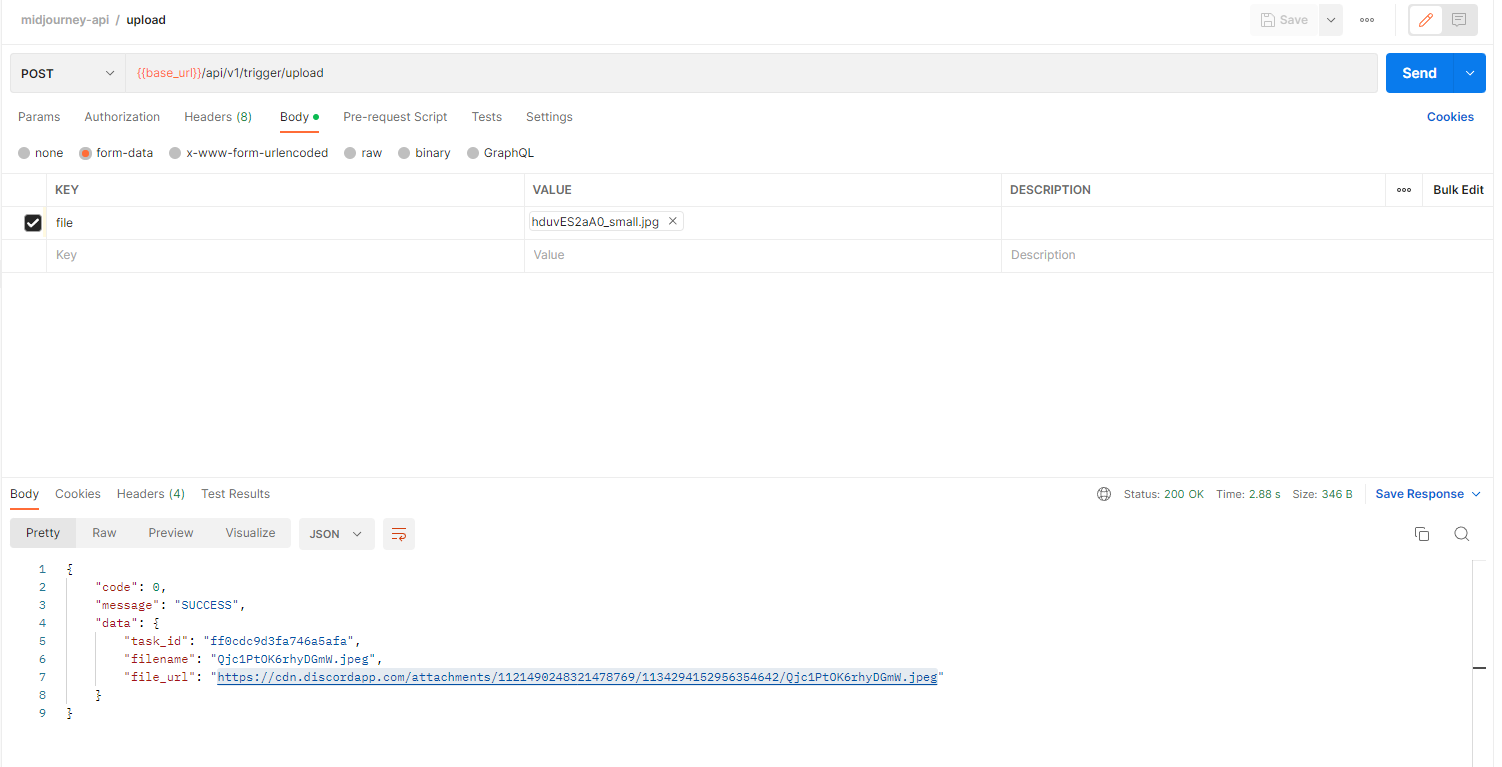 midjourney-api / upload
Save
POST
{{base_url}}/api/v1/trigger/upload
Send
Params Authorization Headers (8) Body Pre-request Script Tests Settings Cookies
none form-data x-www-form-urlencoded raw binary GraphQL
KEY VALUE DESCRIPTION Bulk Edit
file hduvES2aA0_small.jpg
Key Value Description
Body Cookies Headers (4) Test Results Status: 200 OK Time: 2.88 s Size: 346 B Save Response
Pretty Raw Preview Visualize JSON
1 {
2 "code": 0,
3 "message": "SUCCESS",
4 "data": {
5 "task_id": "ff0cdc9d3fa746a5afa",
6 "filename": "Qjc1PtOK6rhyDGmW.jpeg",
7 "file_url": "https://cdn.discordapp.com/attachments/1121490248321478769/1134294152956354642/Qjc1PtOK6rhyDGmW.jpeg"
8 }
9 }